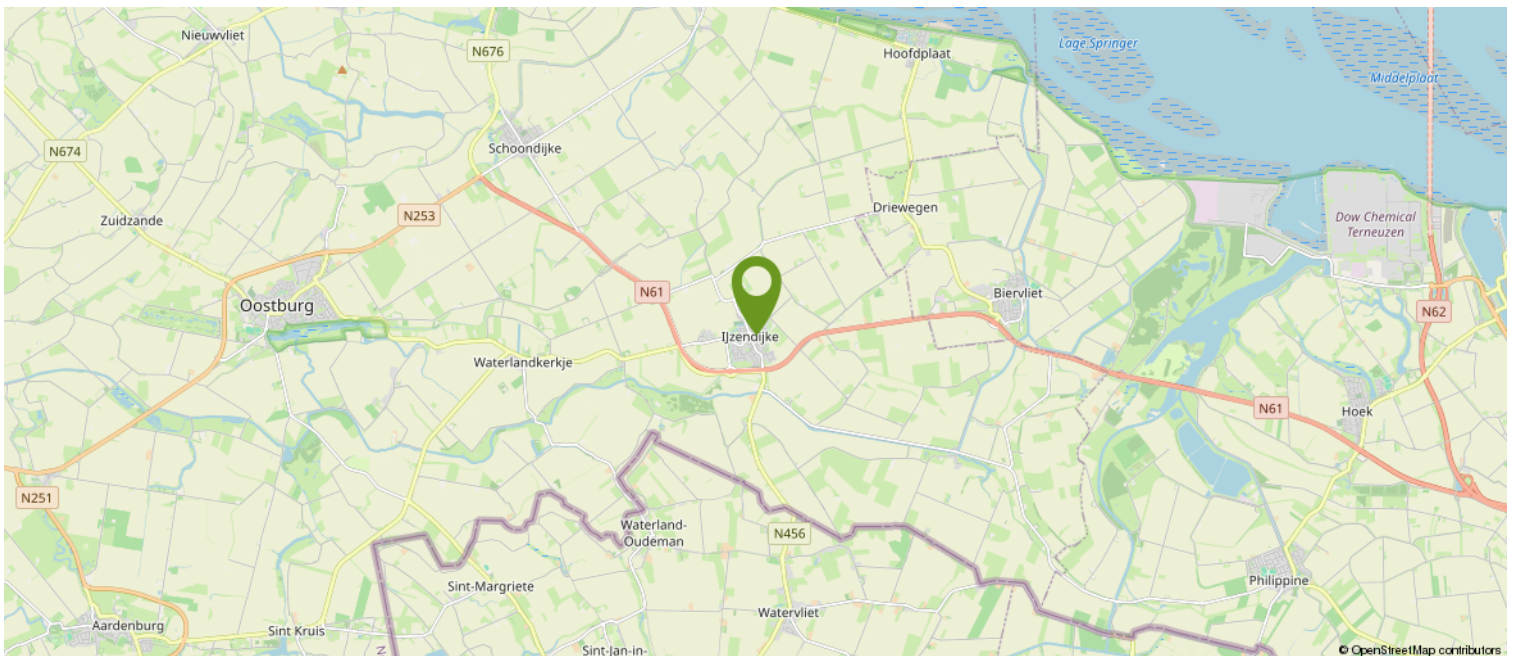 Nieuwvliet
N676
Hoofdplaat
Lage Springer
Middelplaat
Schoondijke
N674
Driewegen
N253
Zuidzande
Dow Chemical
Terneuzen
N61
Biervliet
Oostburg
N62
IJzendijke
Waterlandkerkje
N61
Hoek
N251
Waterland-
Oudeman
N456
Sint-Margriete
Philippine
Watervliet
Aardenburg
Sint Kruis
Sint-Jan-in-
N
© OpenStreetMap contributors